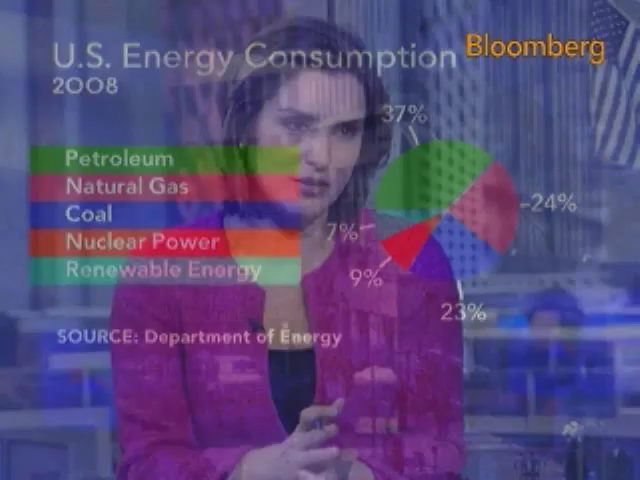 U.S. Energy Consumption
Bloomberg
2008
37%
Petroleum
Natural Gas
24%
Coal
7%
Nuclear Power
9%
Renewable Energy
23%
SOURCE: Department of Energy